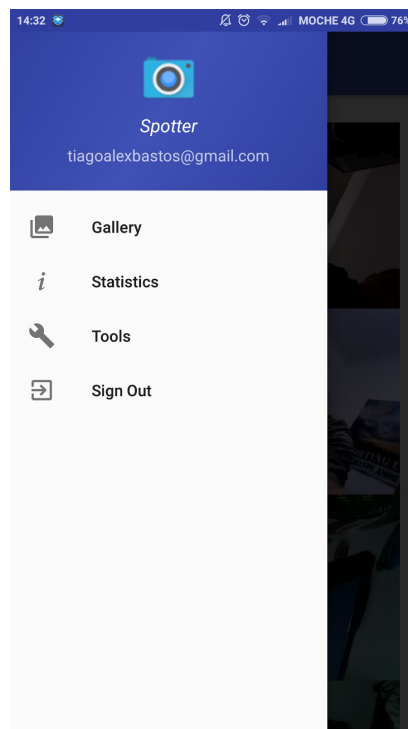 14:32 MOCHE 4G 76%
Spotter
tiagoalexbastos@gmail.com
Gallery
Statistics
Tools
Sign Out